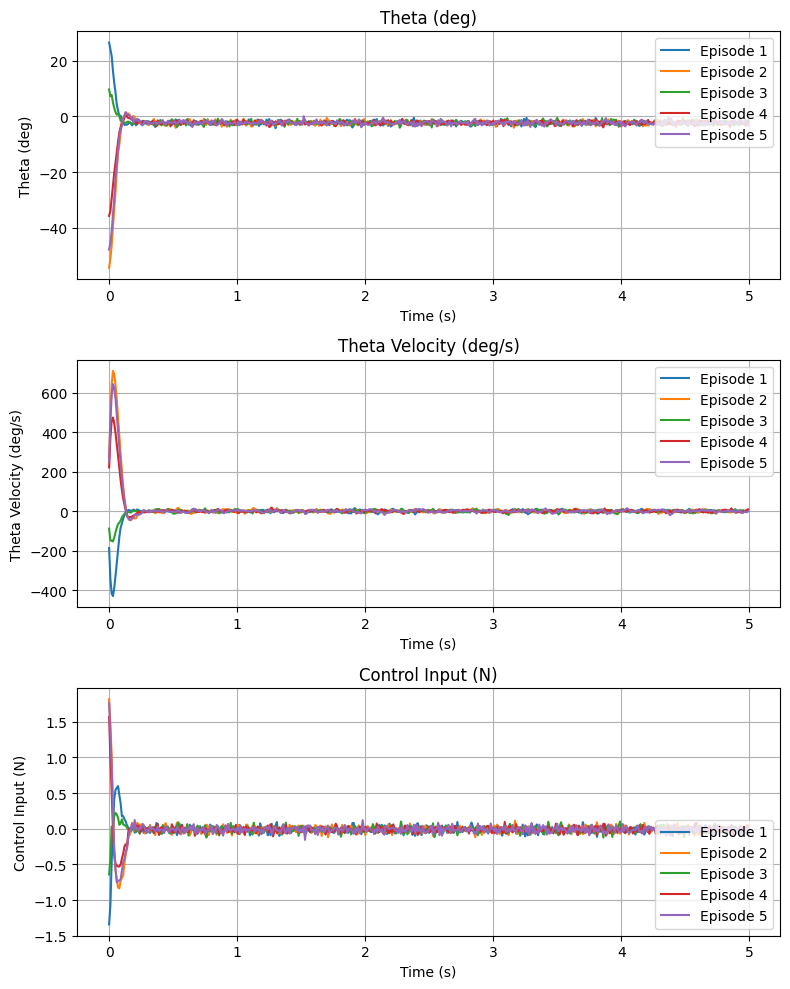 Theta (deg)
Theta (deg)
20
0
−20
−40
Episode 1
Episode 2
Episode 3
Episode 4
Episode 5
0 1 2 3 4 5
Time (s)
Theta Velocity (deg/s)
Theta Velocity (deg/s)
600
400
200
0
−200
−400
Episode 1
Episode 2
Episode 3
Episode 4
Episode 5
0 1 2 3 4 5
Time (s)
Control Input (N)
Control Input (N)
1.5
1.0
0.5
0.0
−0.5
−1.0
−1.5
Episode 1
Episode 2
Episode 3
Episode 4
Episode 5
0 1 2 3 4 5
Time (s)